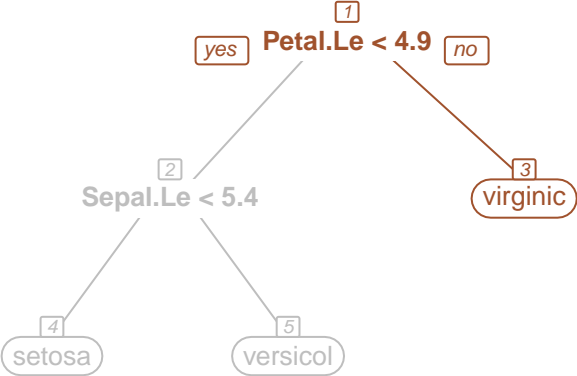 1
yes Petal.Le < 4.9 no
2 3
Sepal.Le < 5.4 virginic
4 5
setosa versicol